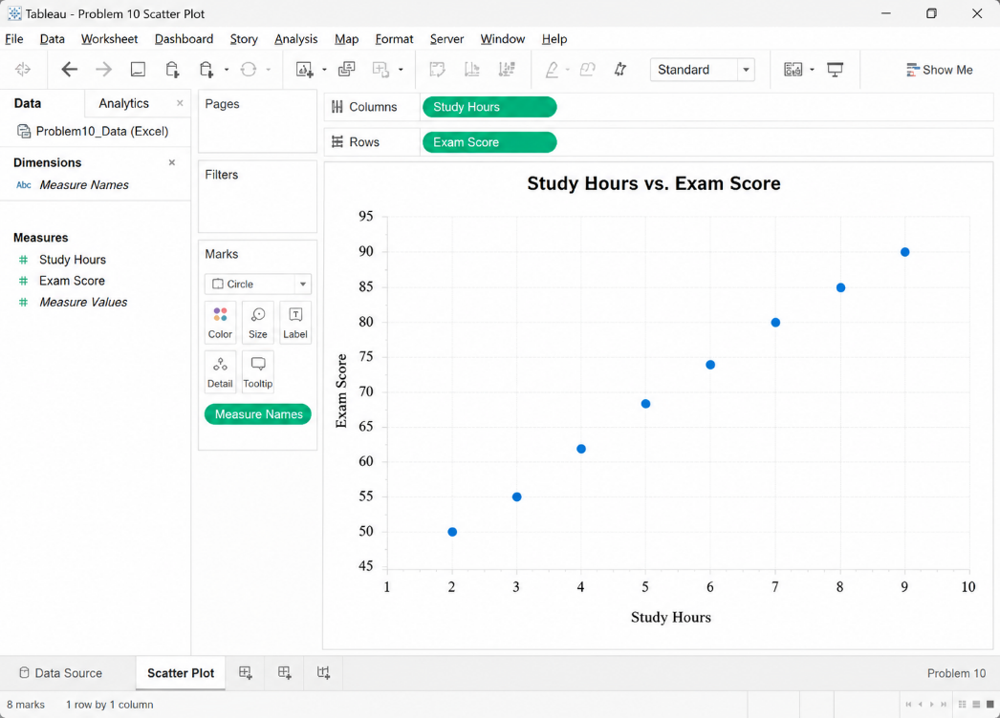 Tableau - Problem 10 Scatter Plot
File Data Worksheet Dashboard Story Analysis Map Format Server Window Help
Standard
Show Me
Data Analytics
Problem10_Data (Excel)
Dimensions
Abc Measure Names
Measures
# Study Hours
# Exam Score
# Measure Values
Pages
Filters
Marks
Circle
Color Size Label
Detail Tooltip
Measure Names
Columns Study Hours
Rows Exam Score
Study Hours vs. Exam Score
Exam Score
95
90
85
80
75
70
65
60
55
50
45
1 2 3 4 5 6 7 8 9 10
Study Hours
Data Source Scatter Plot Problem 10
8 marks 1 row by 1 column